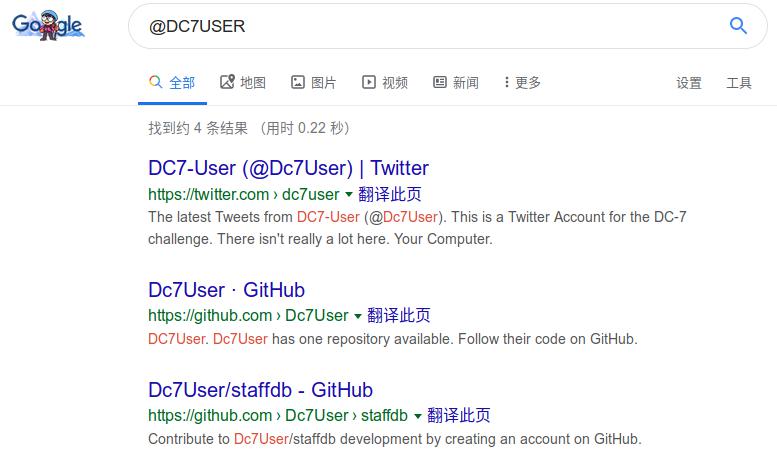 Google
@DC7USER
全部 地图 图片 视频 新闻 更多 设置 工具
找到约 4 条结果 （用时 0.22 秒）
DC7-User (@Dc7User) | Twitter
https://twitter.com › dc7user 翻译此页
The latest Tweets from DC7-User (@Dc7User). This is a Twitter Account for the DC-7
challenge. There isn't really a lot here. Your Computer.
Dc7User · GitHub
https://github.com › Dc7User 翻译此页
DC7User. Dc7User has one repository available. Follow their code on GitHub.
Dc7User/staffdb - GitHub
https://github.com › Dc7User › staffdb 翻译此页
Contribute to Dc7User/staffdb development by creating an account on GitHub.